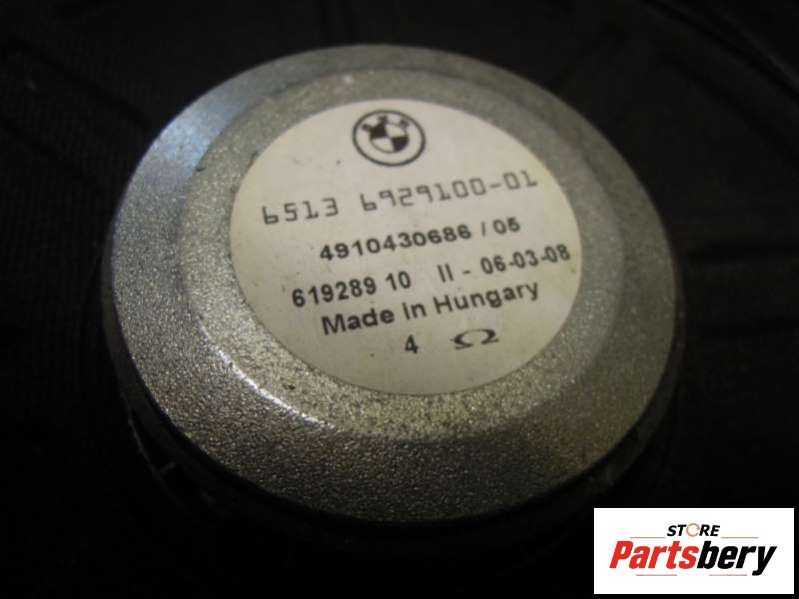 6513 6929100-01
4910430686 / 05
619289 10 II - 06-03-08
Made in Hungary
4 Ω
STORE
Partsbery